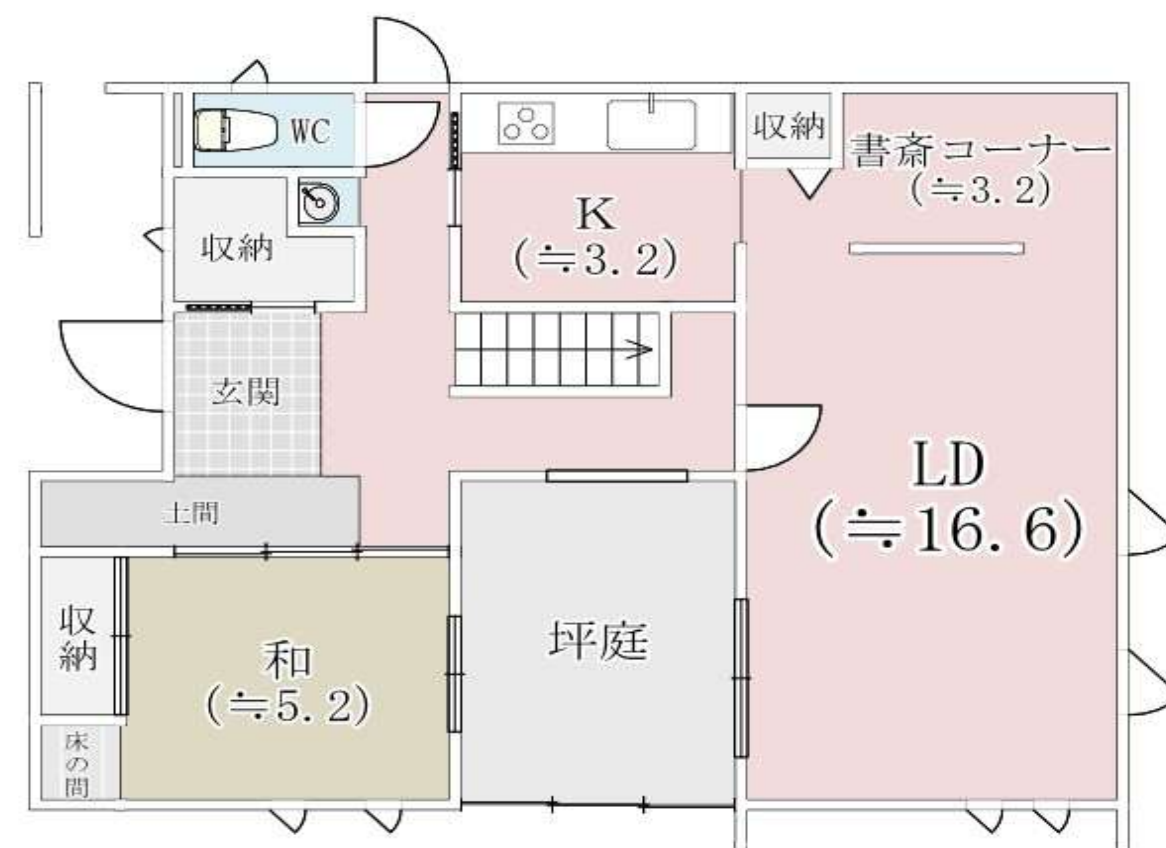 WC
収納
書斎コーナー
(≒3.2)
K
(≒3.2)
収納
玄関
LD
(≒16.6)
土間
収納
和
(≒5.2)
坪庭
床の間